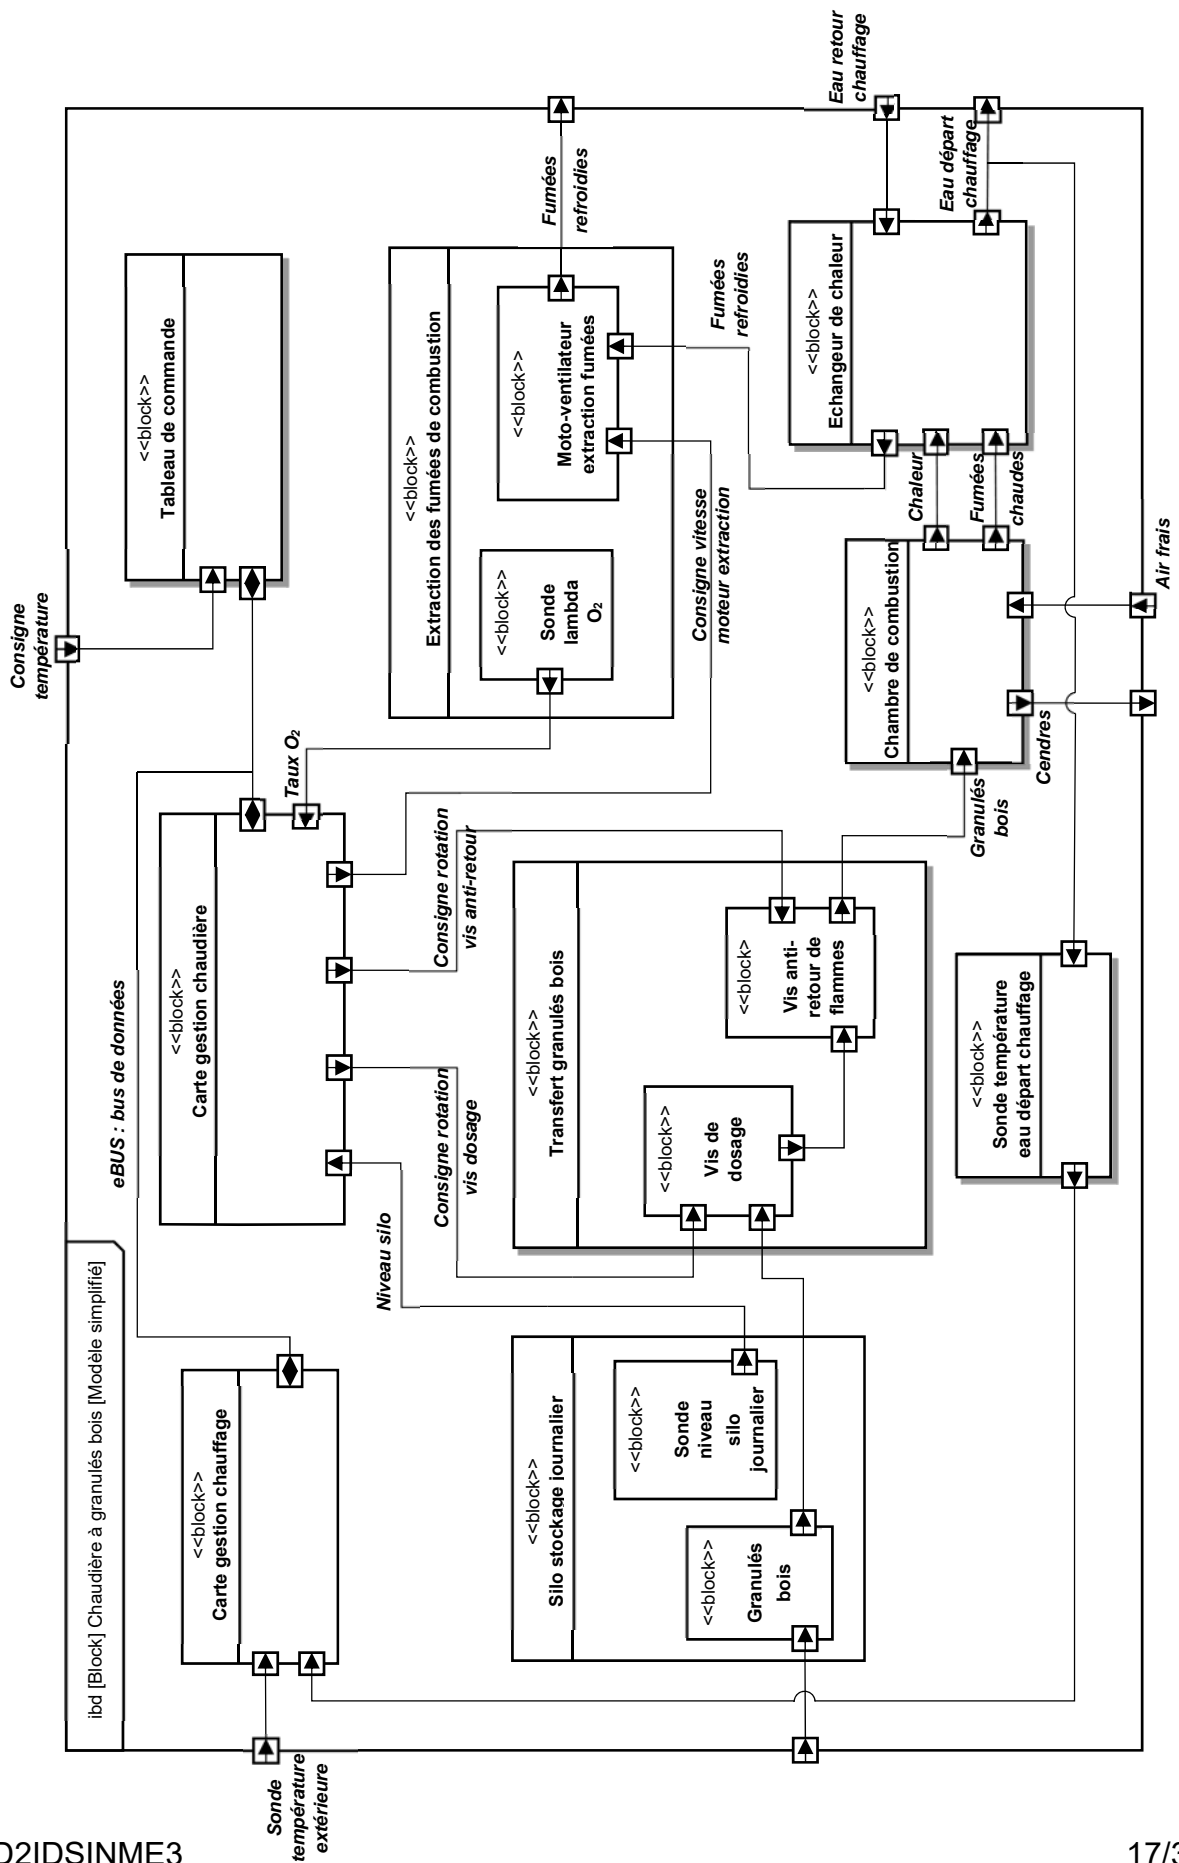 ibd [Block] Chaudière à granulés bois [Modèle simplifié]
Consigne
température
<<block>>
Tableau de commande
eBUS : bus de données
<<block>>
Carte gestion chauffage
Sonde
température
extérieure
<<block>>
Carte gestion chaudière
Taux O₂
Niveau silo
Consigne rotation
vis dosage
Consigne rotation
vis anti-retour
Consigne vitesse
moteur extraction
<<block>>
Extraction des fumées de combustion
<<block>>
Sonde
lambda
O₂
<<block>>
Moto-ventilateur
extraction fumées
Fumées
refroidies
Fumées
refroidies
<<block>>
Silo stockage journalier
<<block>>
Sonde
niveau
silo
journalier
<<block>>
Granulés
bois
<<block>>
Transfert granulés bois
<<block>>
Vis de
dosage
<<block>
Vis anti-
retour de
flammes
Granulés
bois
<<block>>
Chambre de combustion
Cendres
Air frais
Chaleur
Fumées
chaudes
<<block>>
Echangeur de chaleur
Eau retour
chauffage
Eau départ
chauffage
<<block>>
Sonde température
eau départ chauffage
D2IDSINME3
17/3